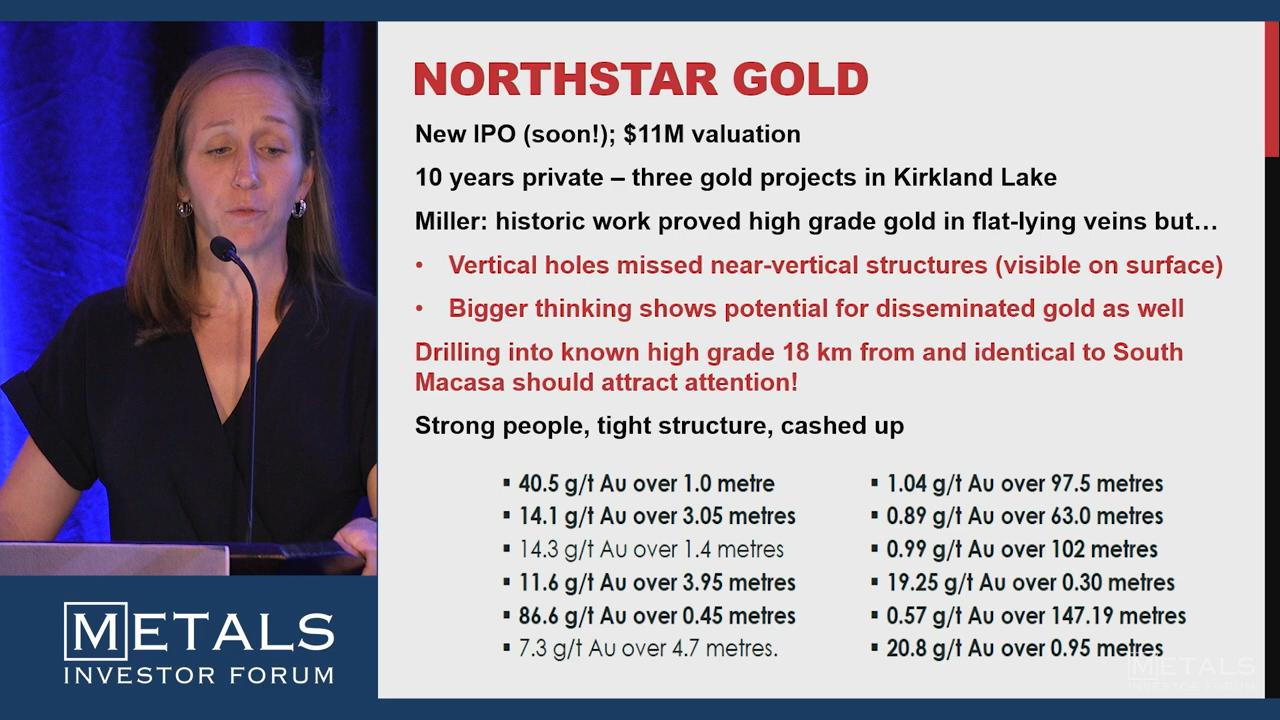 NORTHSTAR GOLD
New IPO (soon!); $11M valuation
10 years private – three gold projects in Kirkland Lake
Miller: historic work proved high grade gold in flat-lying veins but…
• Vertical holes missed near-vertical structures (visible on surface)
• Bigger thinking shows potential for disseminated gold as well
Drilling into known high grade 18 km from and identical to South
Macasa should attract attention!
Strong people, tight structure, cashed up
▪ 40.5 g/t Au over 1.0 metre
▪ 14.1 g/t Au over 3.05 metres
▪ 14.3 g/t Au over 1.4 metres
▪ 11.6 g/t Au over 3.95 metres
▪ 86.6 g/t Au over 0.45 metres
▪ 7.3 g/t Au over 4.7 metres.
▪ 1.04 g/t Au over 97.5 metres
▪ 0.89 g/t Au over 63.0 metres
▪ 0.99 g/t Au over 102 metres
▪ 19.25 g/t Au over 0.30 metres
▪ 0.57 g/t Au over 147.19 metres
▪ 20.8 g/t Au over 0.95 metres
METALS
INVESTOR FORUM
METALS
INVESTOR FORUM